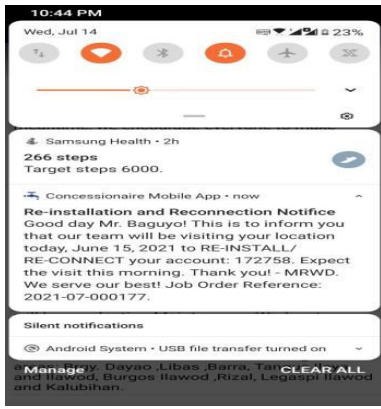 10:44 PM
Wed, Jul 14
23%
Samsung Health • 2h
266 steps
Target steps 6000.
Concessionaire Mobile App • now
Re-installation and Reconnection Notifice
Good day Mr. Baguyo! This is to inform you
that our team will be visiting your location
today, June 15, 2021 to RE-INSTALL/
RE-CONNECT your account: 172758. Expect
the visit this morning. Thank you! - MRWD.
We serve our best! Job Order Reference:
2021-07-000177.
Silent notifications
Android System • USB file transfer turned on
Brgy. Dayao ,Libas ,Barra,
Manage CLEAR ALL
and Ilawod, Burgos Ilawod ,Rizal, Legaspi Ilawod
and Kalubihan.